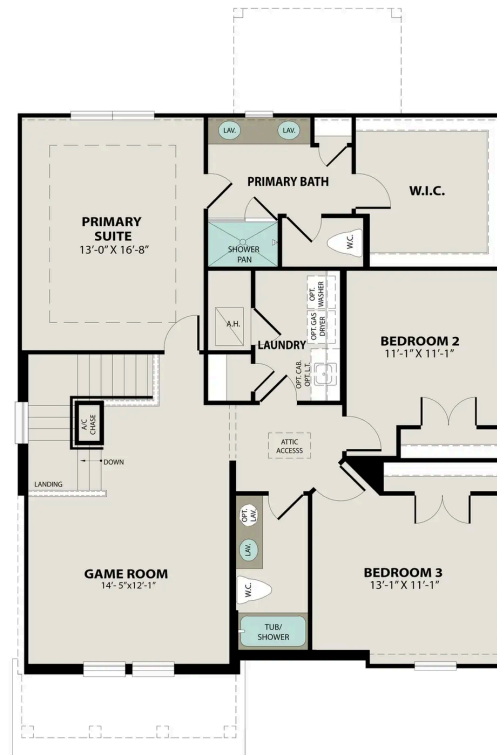 LAV.
LAV.
PRIMARY BATH
W.I.C.
PRIMARY
SUITE
13'-0" X 16'-8"
SHOWER
PAN
W.C.
OPT.
WASHER
OPT. GAS
DRYER
A.H.
LAUNDRY
OPT. CAB.
OPT. L.T.
BEDROOM 2
11'-1" X 11'-1"
A/C
CHASE
DOWN
LANDING
ATTIC
ACCESSS
OPT.
LAV.
LAV.
W.C.
GAME ROOM
14'- 5"x12'-1"
BEDROOM 3
13'-1" X 11'-1"
TUB/
SHOWER